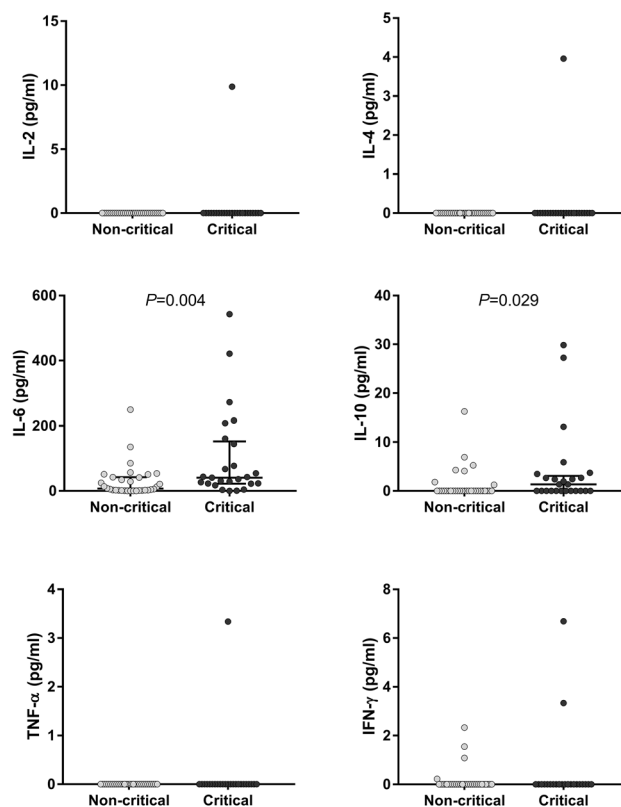 IL-2 (pg/ml)
15
10
5
0
Non-critical Critical
IL-4 (pg/ml)
5
4
3
2
1
0
Non-critical Critical
P=0.004
IL-6 (pg/ml)
600
400
200
0
Non-critical Critical
P=0.029
IL-10 (pg/ml)
40
30
20
10
0
Non-critical Critical
TNF-α (pg/ml)
4
3
2
1
0
Non-critical Critical
IFN-γ (pg/ml)
8
6
4
2
0
Non-critical Critical